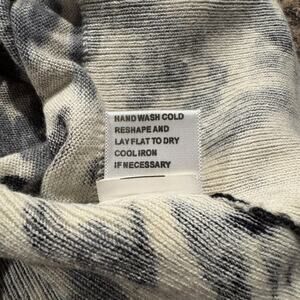 HAND WASH COLD
RESHAPE AND
LAY FLAT TO DRY
COOL IRON
IF NECESSARY